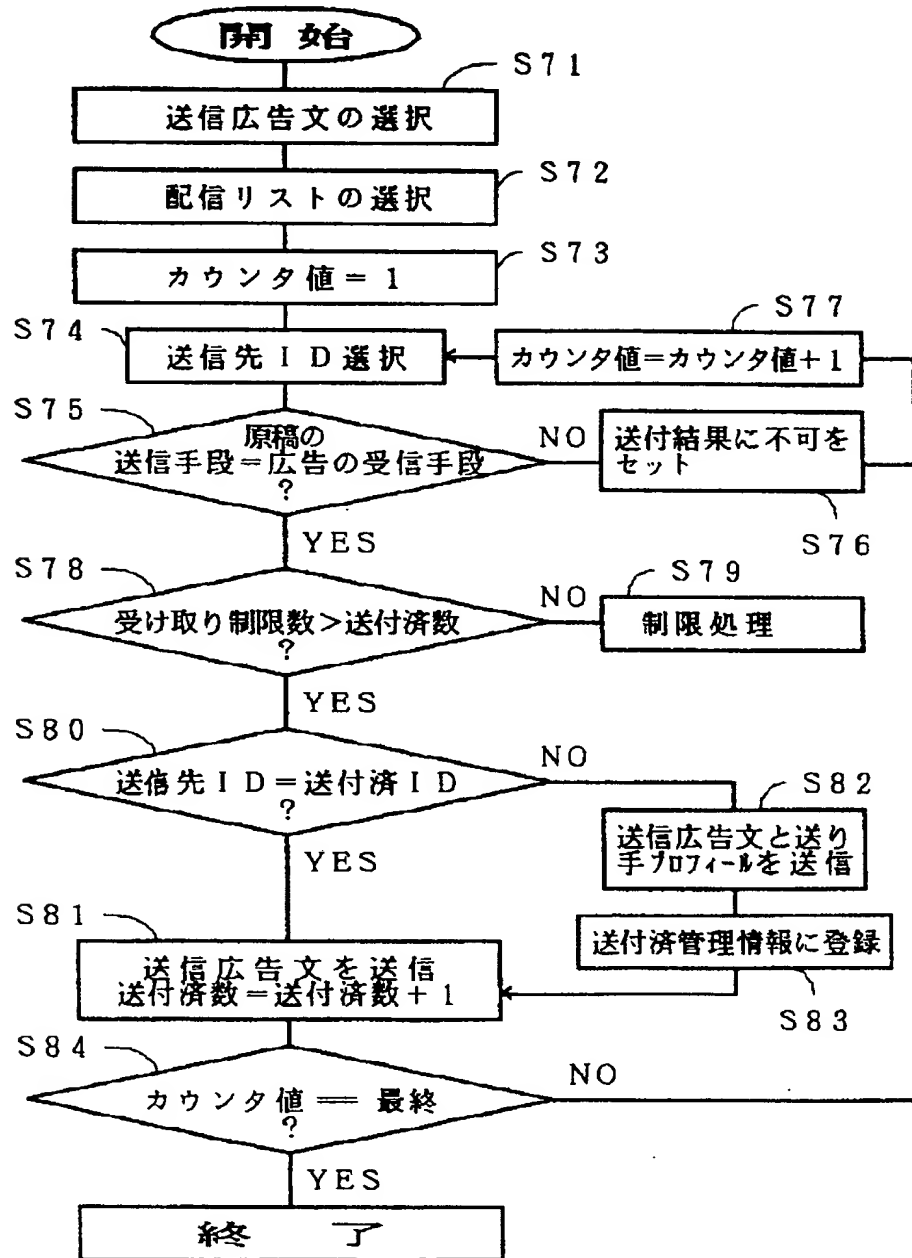 開始
S71
送信広告文の選択
S72
配信リストの選択
S73
カウンタ値＝1
S74
送信先ID選択
S77
カウンタ値＝カウンタ値＋1
S75
原稿の
送信手段＝広告の受信手段
?
NO
送付結果に不可を
セット
S76
YES
S78
受け取り制限数＞送付済数
?
NO
S79
制限処理
YES
S80
送信先ID＝送付済ID
?
NO
S82
送信広告文と送り
手プロフィールを送信
YES
送付済管理情報に登録
S83
S81
送信広告文を送信
送付済数＝送付済数＋1
S84
カウンタ値＝＝最終
?
NO
YES
終了